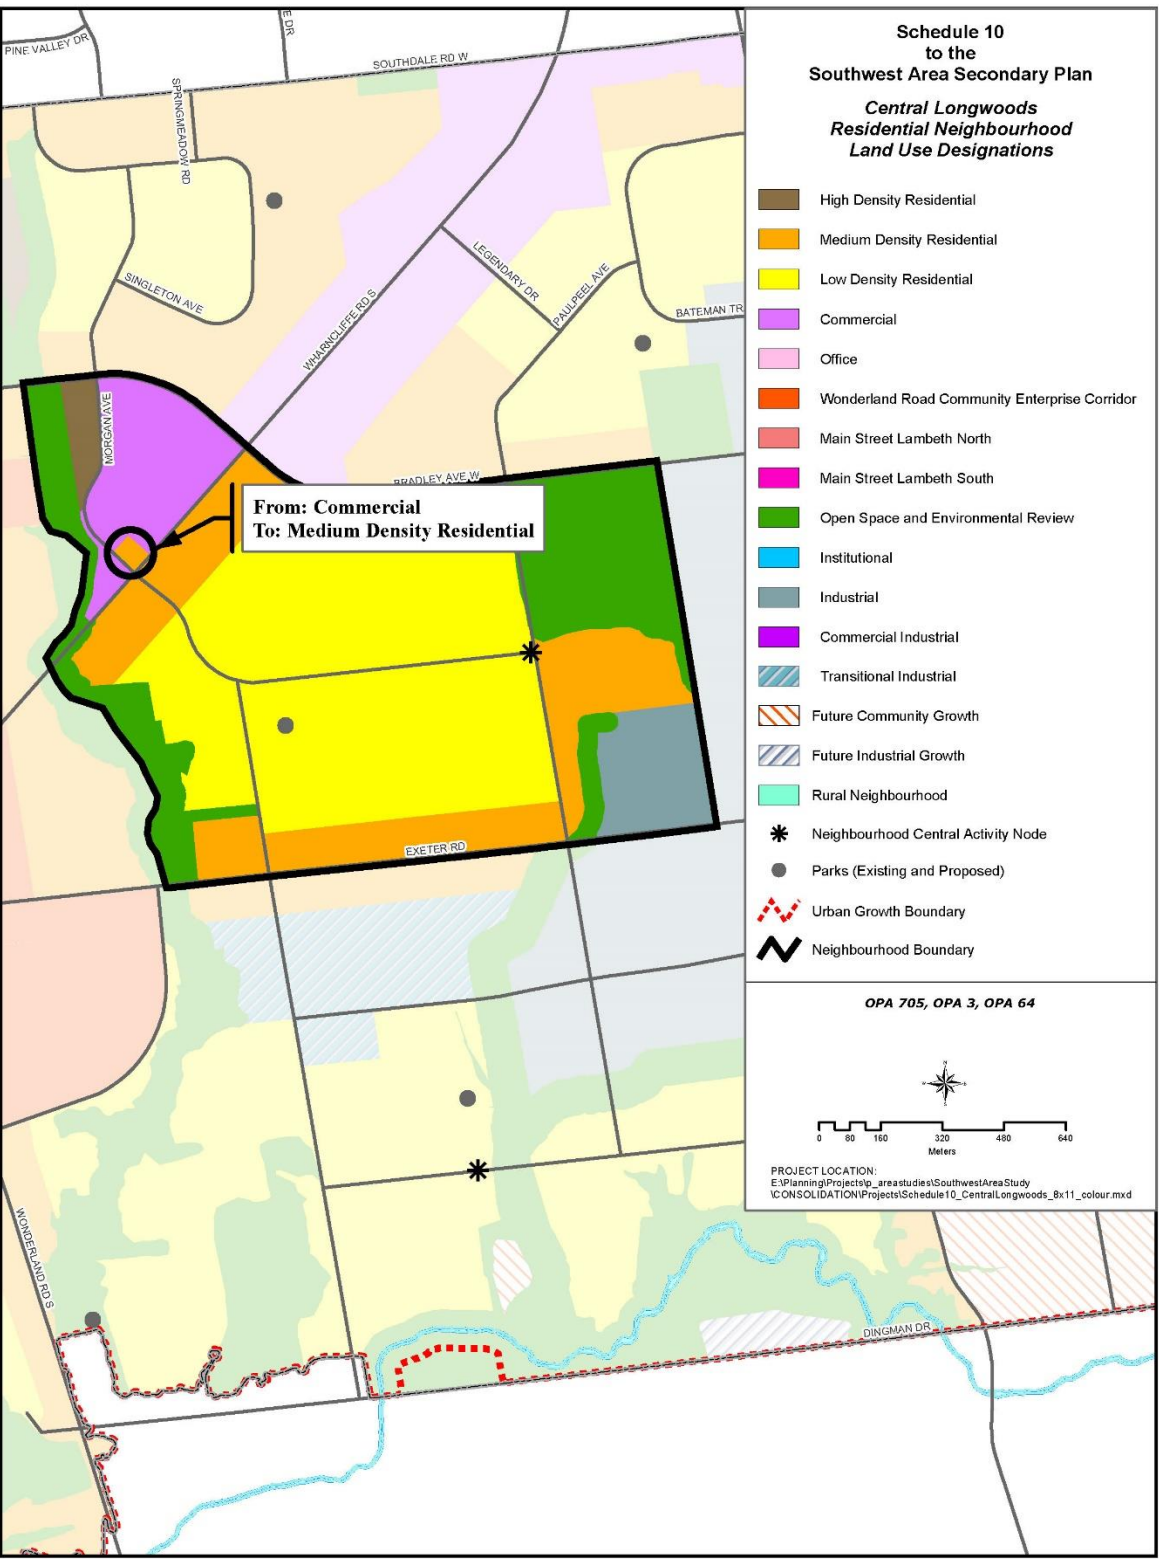 PINE VALLEY DR
E DR
SOUTHDALE RD W
SPRINGMEADOW RD
SINGLETON AVE
WHARNCLIFFE RD S
LEGENDARY DR
PAULPEEL AVE
BATEMAN TR
MORGAN AVE
BRADLEY AVE W
From: Commercial
To: Medium Density Residential
EXETER RD
WONDERLAND RD S
DINGMAN DR
Schedule 10
to the
Southwest Area Secondary Plan
Central Longwoods
Residential Neighbourhood
Land Use Designations
High Density Residential
Medium Density Residential
Low Density Residential
Commercial
Office
Wonderland Road Community Enterprise Corridor
Main Street Lambeth North
Main Street Lambeth South
Open Space and Environmental Review
Institutional
Industrial
Commercial Industrial
Transitional Industrial
Future Community Growth
Future Industrial Growth
Rural Neighbourhood
Neighbourhood Central Activity Node
Parks (Existing and Proposed)
Urban Growth Boundary
Neighbourhood Boundary
OPA 705, OPA 3, OPA 64
N
W E
S
0 80 160 320 480 640
Meters
PROJECT LOCATION:
E:\Planning\Projects\p_areastudies\SouthwestAreaStudy
\CONSOLIDATION\Projects\Schedule10_CentralLongwoods_8x11_colour.mxd